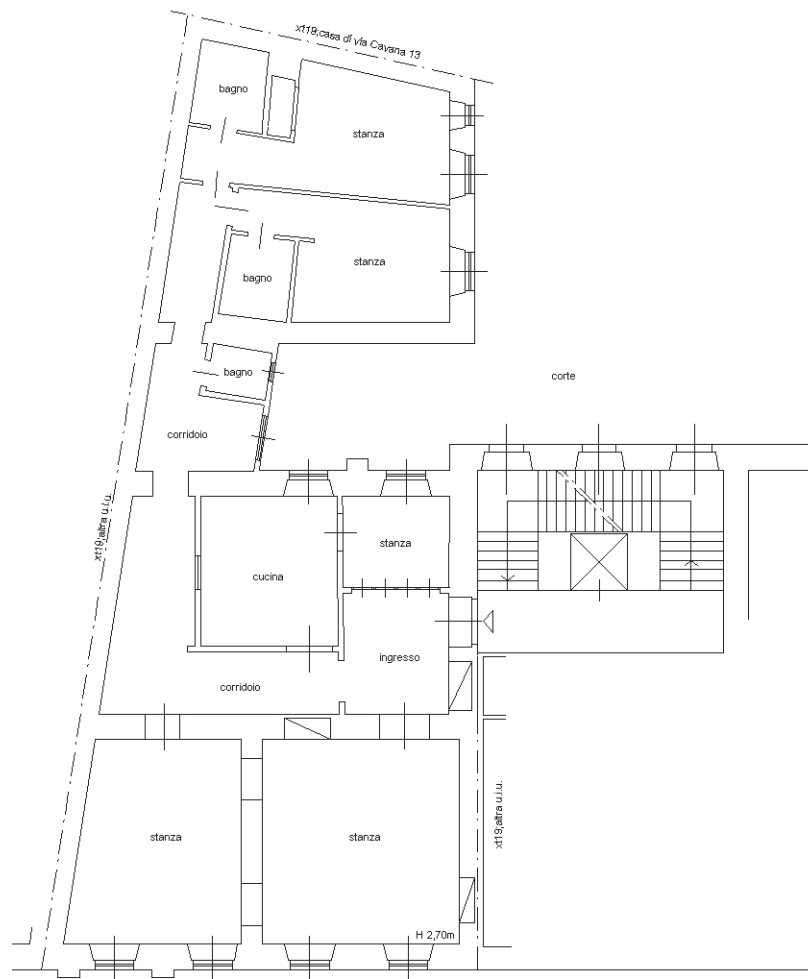 xt19;casa di via Cavana 13
bagno
stanza
stanza
bagno
bagno
corte
corridoio
xt19;altra u.i.u.
stanza
cucina
ingresso
corridoio
stanza
stanza
xt19;altra u.i.u.
H 2,70m